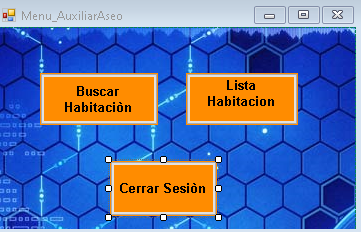 Menu_AuxiliarAseo
Buscar
Habitaciòn
Lista
Habitacion
Cerrar Sesiòn